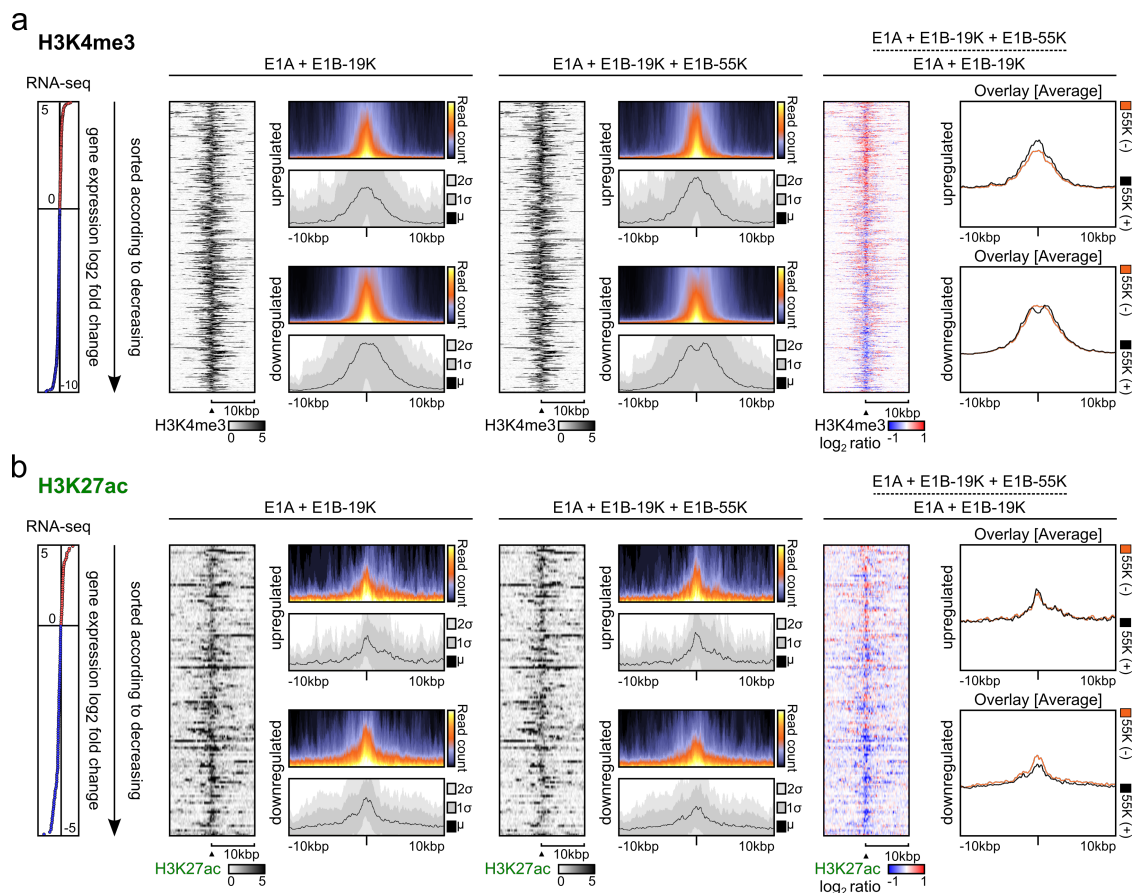 a
H3K4me3
RNA-seq
5
0
-10
gene expression log2 fold change
sorted according to decreasing
E1A + E1B-19K
upregulated
Read count
2σ
1σ
μ
-10kbp
10kbp
downregulated
Read count
2σ
1σ
μ
-10kbp
10kbp
10kbp
H3K4me3
0
5
E1A + E1B-19K + E1B-55K
upregulated
Read count
2σ
1σ
μ
-10kbp
10kbp
downregulated
Read count
2σ
1σ
μ
-10kbp
10kbp
10kbp
H3K4me3
0
5
E1A + E1B-19K + E1B-55K
E1A + E1B-19K
Overlay [Average]
upregulated
55K (-)
55K (+)
-10kbp
10kbp
Overlay [Average]
downregulated
55K (-)
55K (+)
-10kbp
10kbp
10kbp
H3K4me3
log2 ratio
-1
1
b
H3K27ac
RNA-seq
5
0
-5
gene expression log2 fold change
sorted according to decreasing
E1A + E1B-19K
upregulated
Read count
2σ
1σ
μ
-10kbp
10kbp
downregulated
Read count
2σ
1σ
μ
-10kbp
10kbp
10kbp
H3K27ac
0
5
E1A + E1B-19K + E1B-55K
upregulated
Read count
2σ
1σ
μ
-10kbp
10kbp
downregulated
Read count
2σ
1σ
μ
-10kbp
10kbp
10kbp
H3K27ac
0
5
E1A + E1B-19K + E1B-55K
E1A + E1B-19K
Overlay [Average]
upregulated
55K (-)
55K (+)
-10kbp
10kbp
Overlay [Average]
downregulated
55K (-)
55K (+)
-10kbp
10kbp
10kbp
H3K27ac
log2 ratio
-1
1